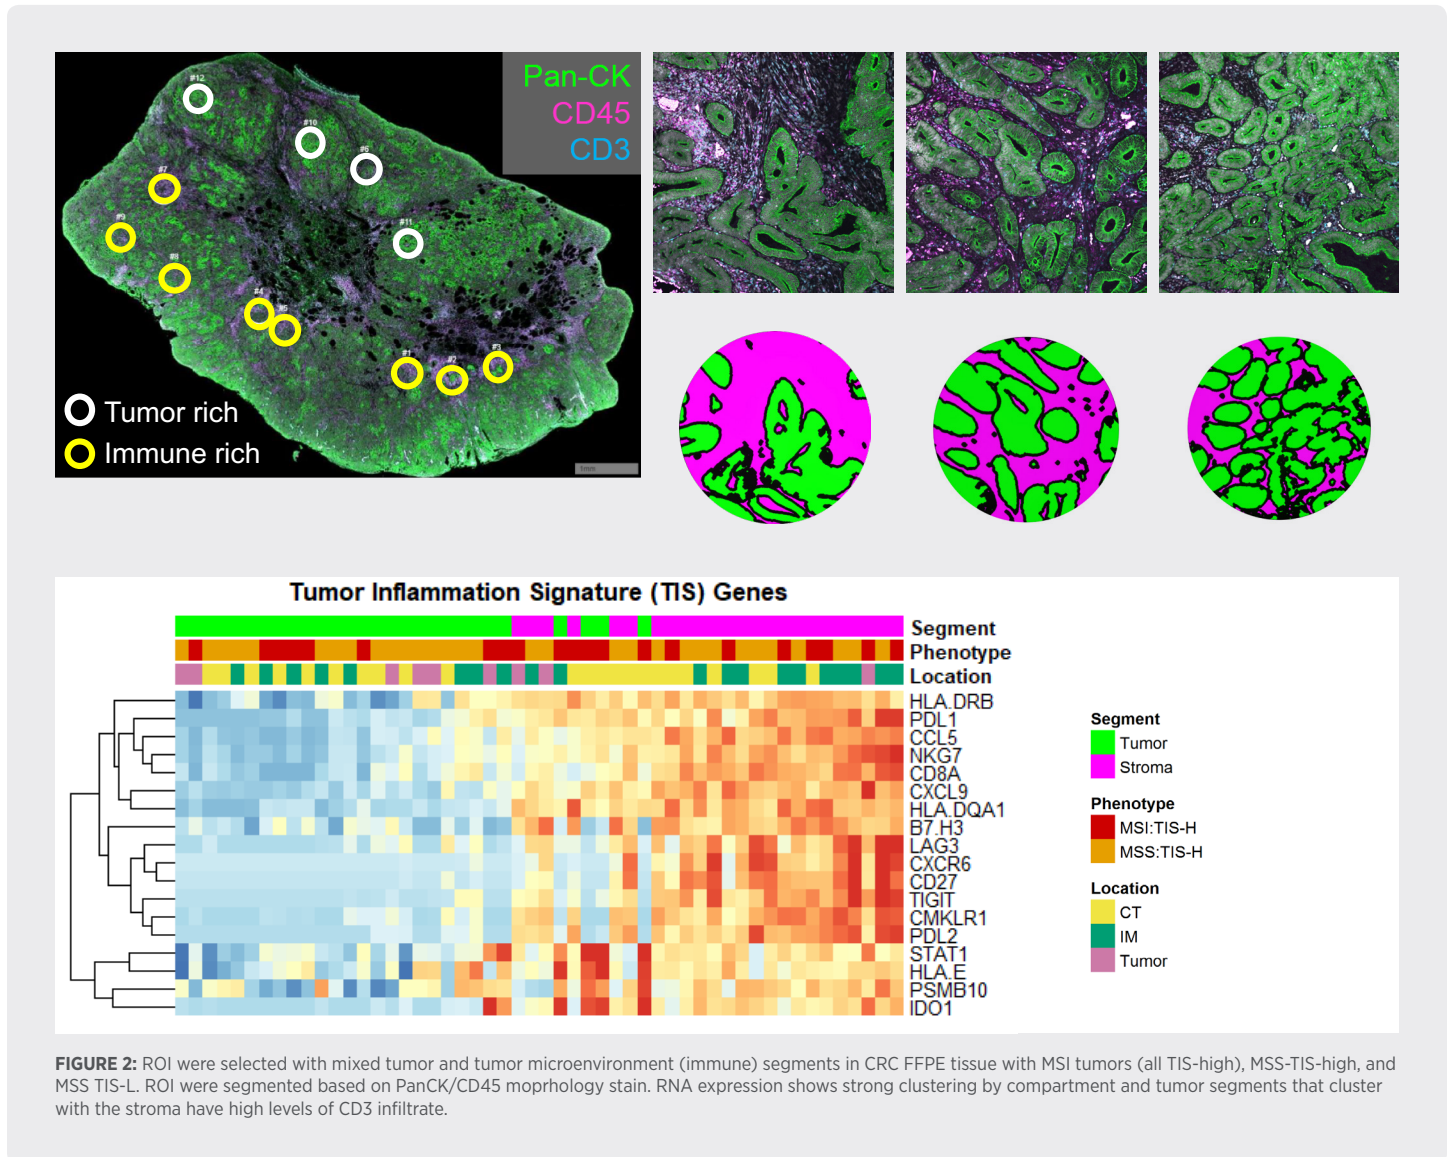 Pan-CK
CD45
CD3
#12
#10
#6
#7
#11
#9
#8
#4
#5
#1
#2
#3
Tumor rich
Immune rich
1mm
Tumor Inflammation Signature (TIS) Genes
Segment
Phenotype
Location
HLA.DRB
PDL1
CCL5
NKG7
CD8A
CXCL9
HLA.DQA1
B7.H3
LAG3
CXCR6
CD27
TIGIT
CMKLR1
PDL2
STAT1
HLA.E
PSMB10
IDO1
Segment
Tumor
Stroma
Phenotype
MSI:TIS-H
MSS:TIS-H
Location
CT
IM
Tumor
FIGURE 2: ROI were selected with mixed tumor and tumor microenvironment (immune) segments in CRC FFPE tissue with MSI tumors (all TIS-high), MSS-TIS-high, and
MSS TIS-L. ROI were segmented based on PanCK/CD45 moprhology stain. RNA expression shows strong clustering by compartment and tumor segments that cluster
with the stroma have high levels of CD3 infiltrate.